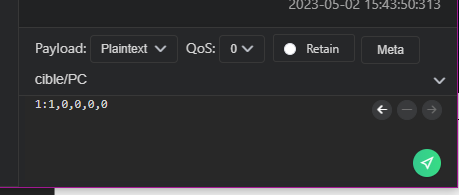 2023-05-02 15:43:50:313
Payload: Plaintext QoS: 0 Retain Meta
cible/PC
1:1,0,0,0,0